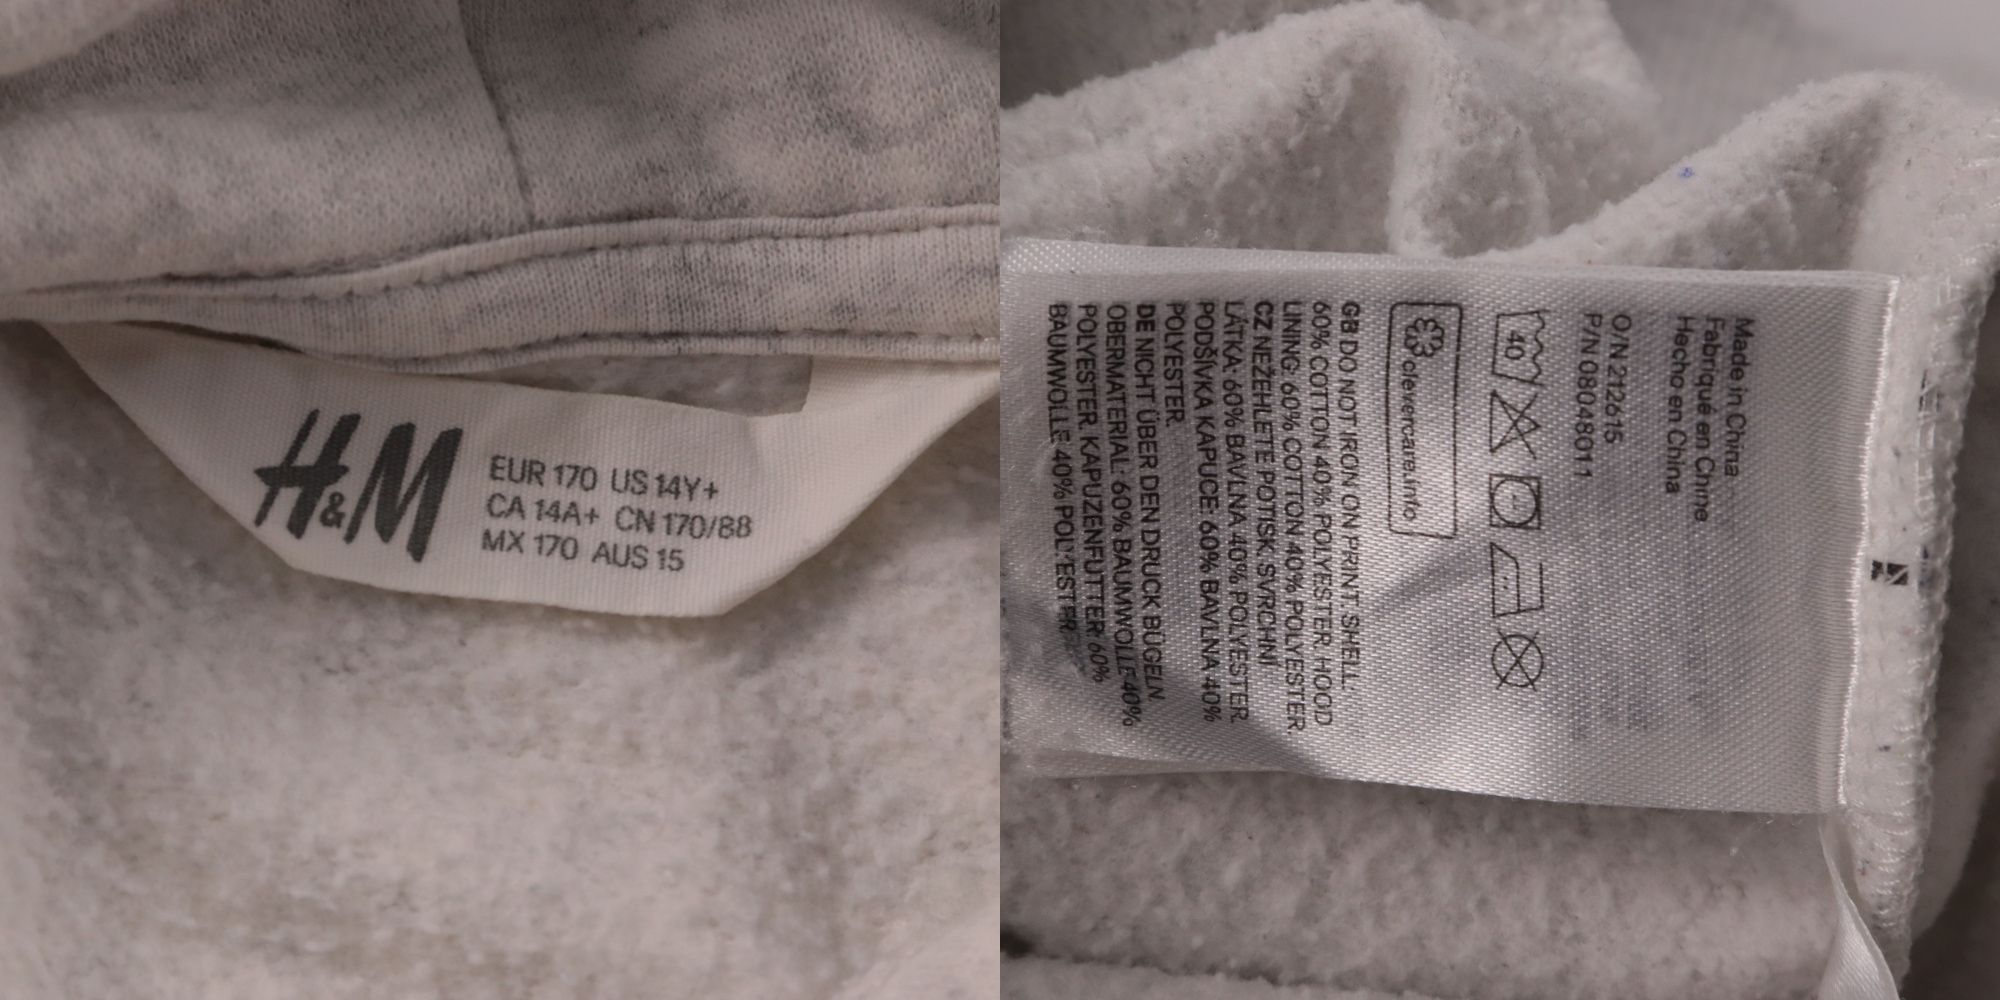 H&M
EUR 170 US 14Y+
CA 14A+ CN 170/88
MX 170 AUS 15
Made in China
Fabriqué en Chine
Hecho en China
O/N 212615
P/N 0804801 1
40
clevercare.info
GB DO NOT IRON ON PRINT. SHELL:
60% COTTON 40% POLYESTER. HOOD
LINING: 60% COTTON 40% POLYESTER.
CZ NEŽEHLETE POTISK. SVRCHNÍ
LÁTKA: 60% BAVLNA 40% POLYESTER.
PODŠÍVKA KAPUCE: 60% BAVLNA 40%
POLYESTER.
DE NICHT ÜBER DEN DRUCK BÜGELN.
OBERMATERIAL: 60% BAUMWOLLE 40%
POLYESTER. KAPUZENFUTTER: 60%
BAUMWOLLE 40% POLYESTER.